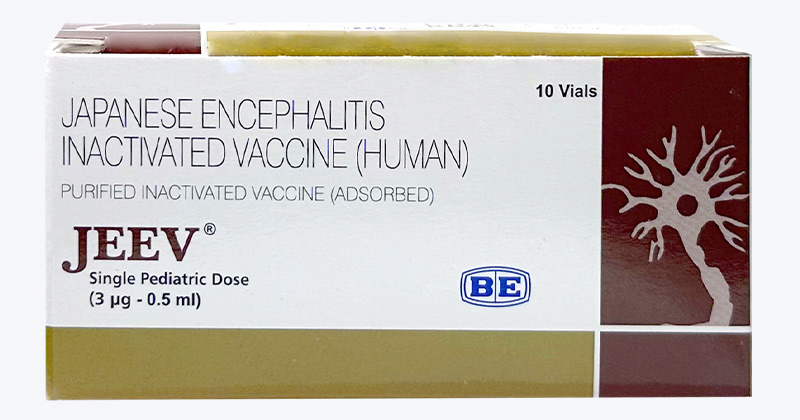 10 Vials
JAPANESE ENCEPHALITIS
INACTIVATED VACCINE (HUMAN)
PURIFIED INACTIVATED VACCINE (ADSORBED)
JEEV®
Single Pediatric Dose
(3 µg - 0.5 ml)
BE